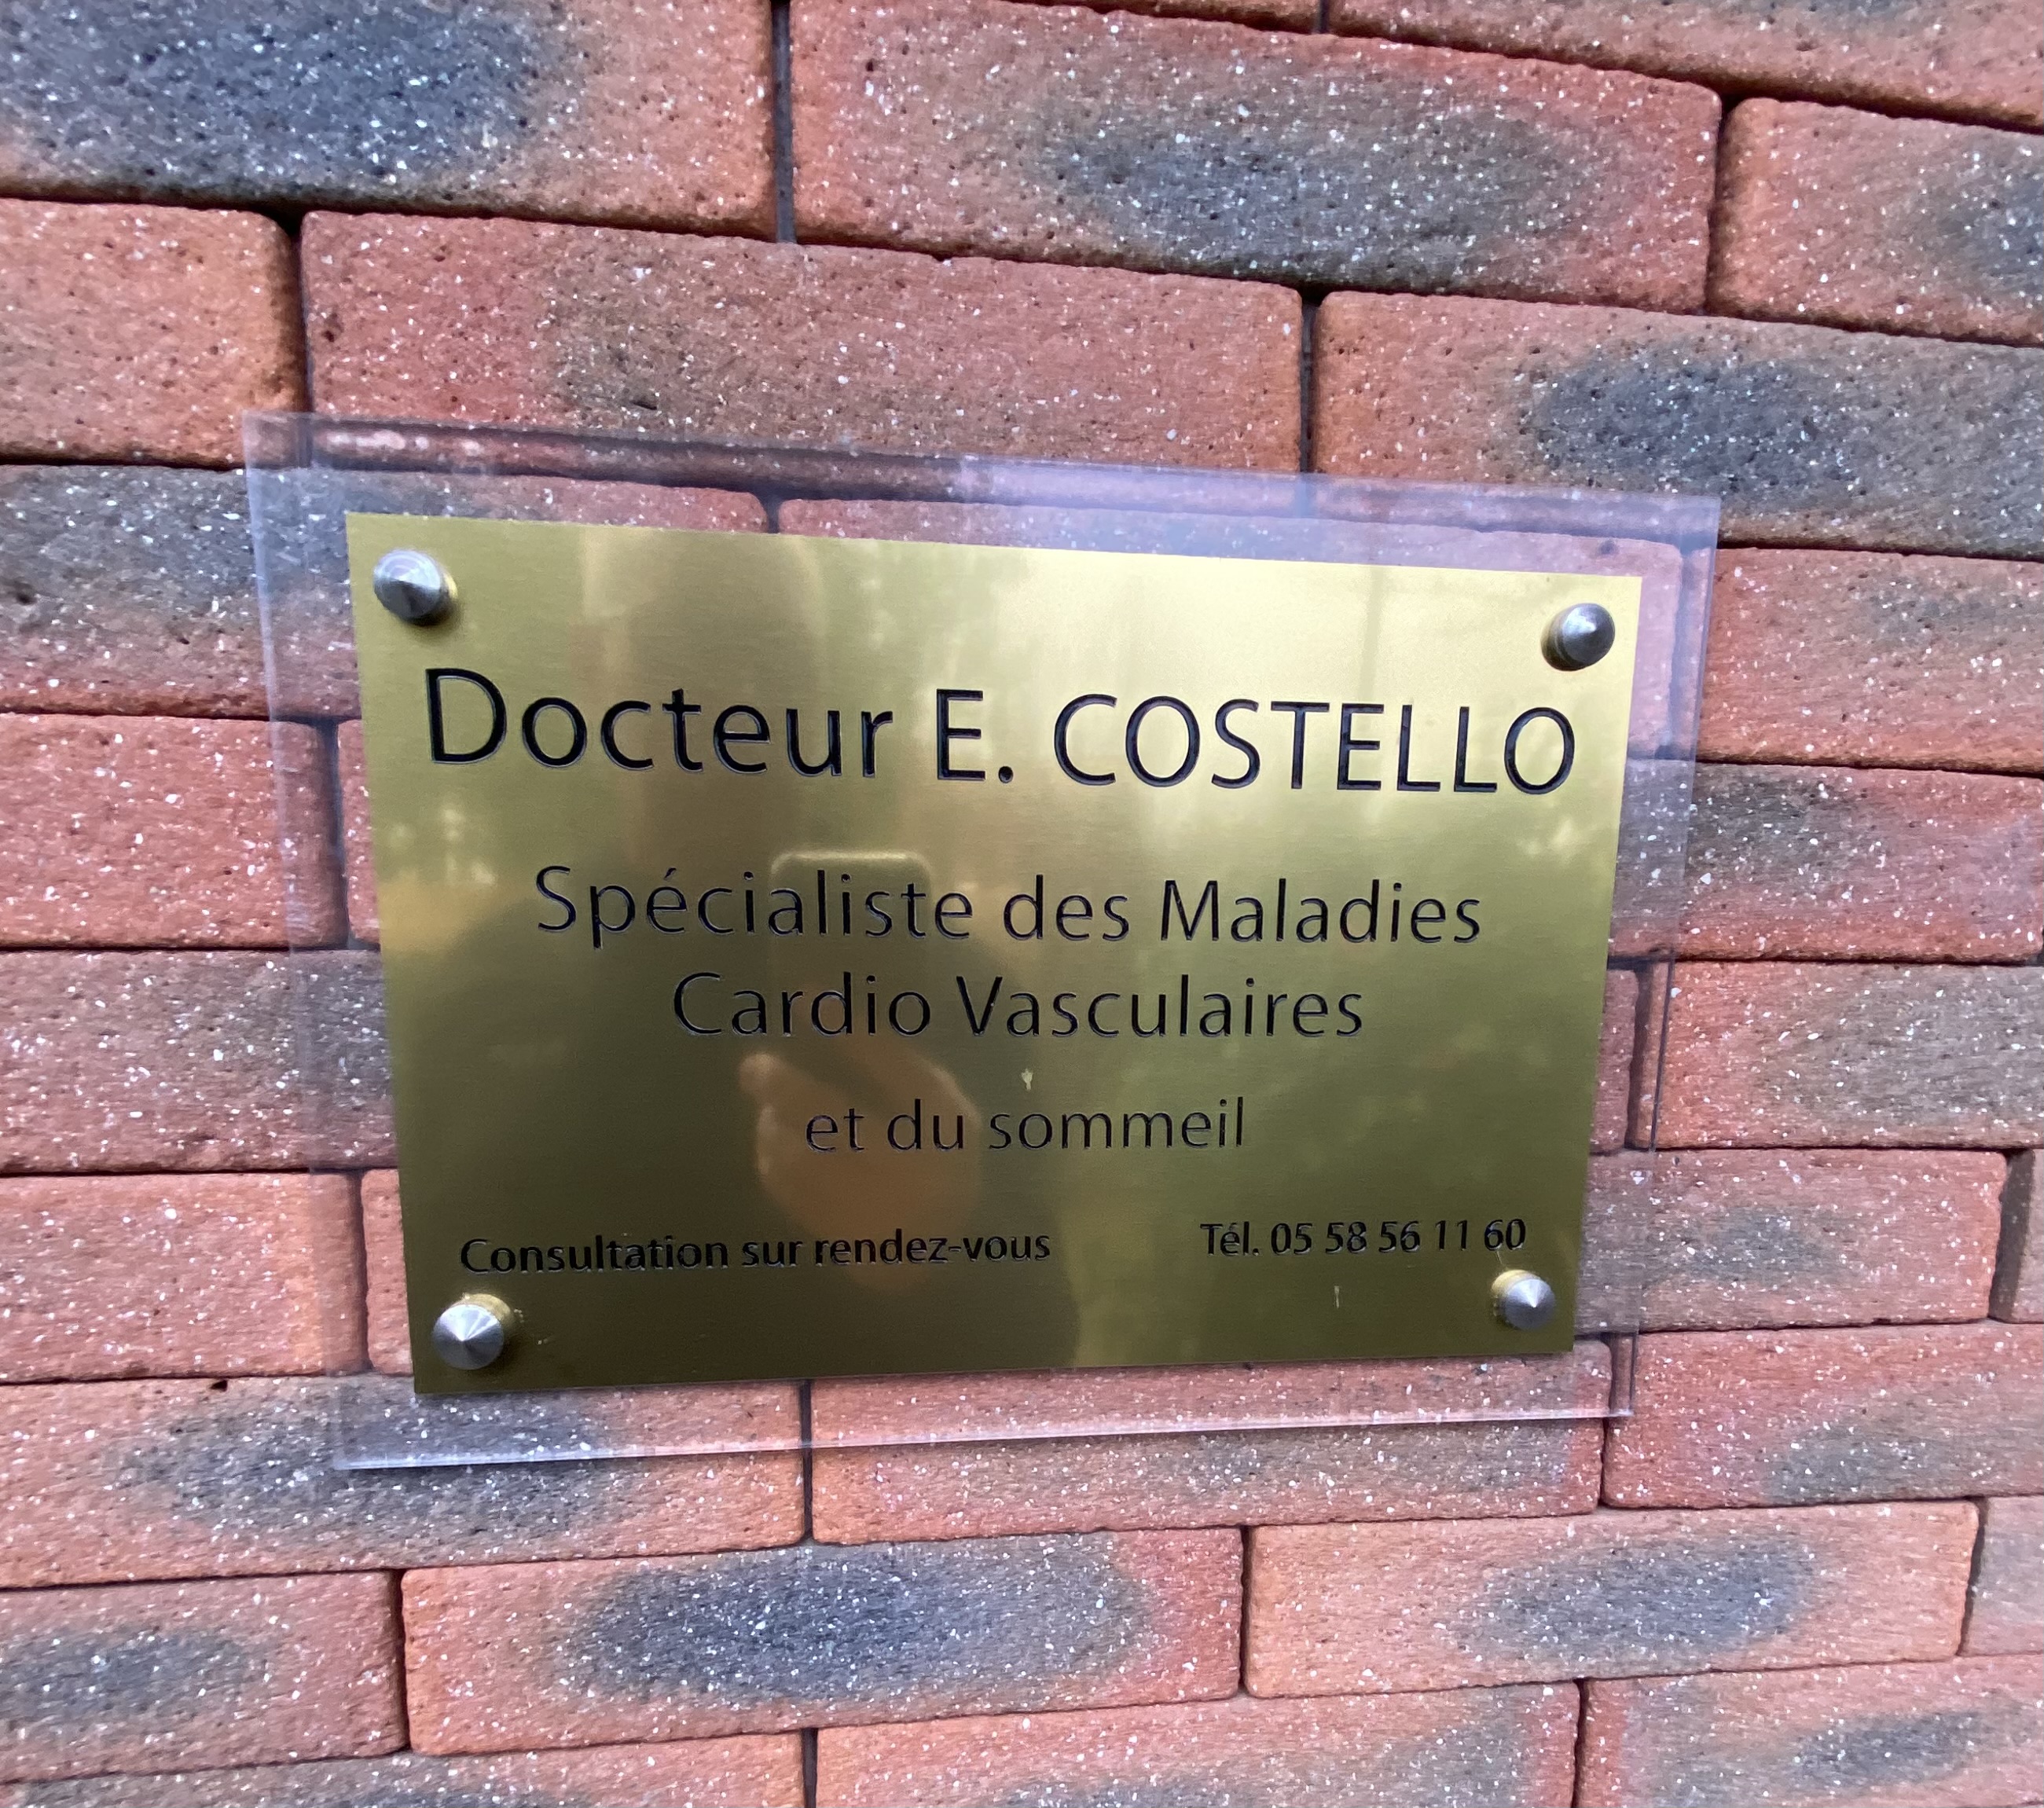 Docteur E. COSTELLO
Spécialiste des Maladies
Cardio Vasculaires
et du sommeil
Consultation sur rendez-vous Tél. 05 58 56 11 60